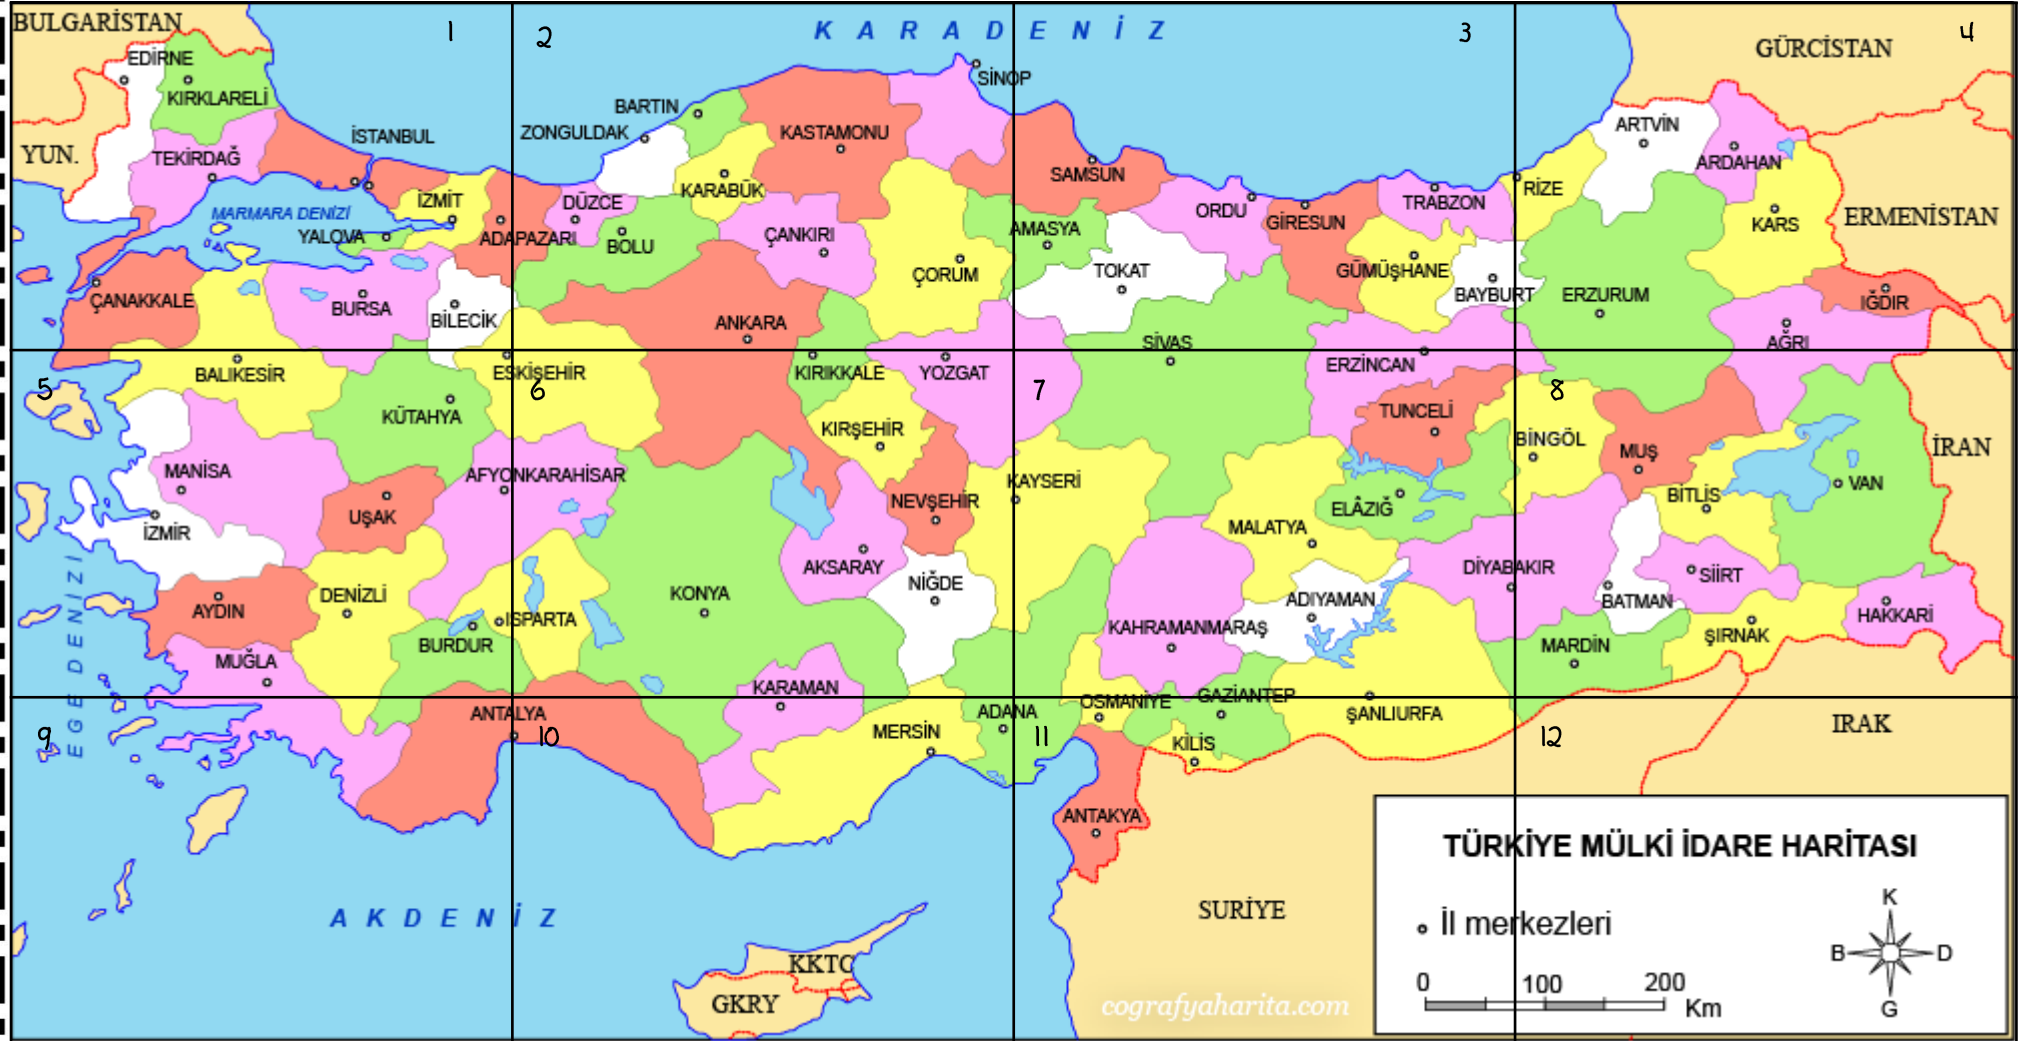 BULGARİSTAN
1
2
KARADENİZ
3
GÜRCİSTAN
4
EDİRNE
KIRKLARELİ
SİNOP
BARTIN
ZONGULDAK
KASTAMONU
ARTVİN
YUN.
TEKİRDAĞ
İSTANBUL
ARDAHAN
SAMSUN
KARABÜK
RİZE
İZMİT
DÜZCE
TRABZON
MARMARA DENİZİ
ORDU
GİRESUN
KARS
ERMENİSTAN
YALOVA
ADAPAZARI
BOLU
ÇANKIRI
AMASYA
ÇORUM
TOKAT
GÜMÜŞHANE
BAYBURT
ERZURUM
ÇANAKKALE
BURSA
BİLECİK
ANKARA
IĞDIR
SİVAS
AĞRI
5
BALIKESİR
ESKİŞEHİR
6
KIRIKKALE
YOZGAT
7
ERZİNCAN
8
KÜTAHYA
KIRŞEHİR
TUNCELİ
BİNGÖL
MUŞ
İRAN
MANİSA
AFYONKARAHİSAR
KAYSERİ
VAN
UŞAK
NEVŞEHİR
ELÂZIĞ
BİTLİS
İZMİR
MALATYA
EGE DENIZI
AKSARAY
NİĞDE
DİYABAKIR
SİİRT
AYDIN
DENİZLİ
KONYA
ADIYAMAN
BATMAN
HAKKARİ
ISPARTA
BURDUR
KAHRAMANMARAŞ
MARDİN
ŞIRNAK
MUĞLA
KARAMAN
OSMANİYE
GAZİANTEP
ANTALYA
ADANA
ŞANLIURFA
IRAK
9
10
MERSİN
11
KİLİS
12
ANTAKYA
TÜRKİYE MÜLKİ İDARE HARİTASI
AKDENİZ
SURİYE
İl merkezleri
K
B
D
G
KKTC
GKRY
0 100 200
Km
cografyaharita.com